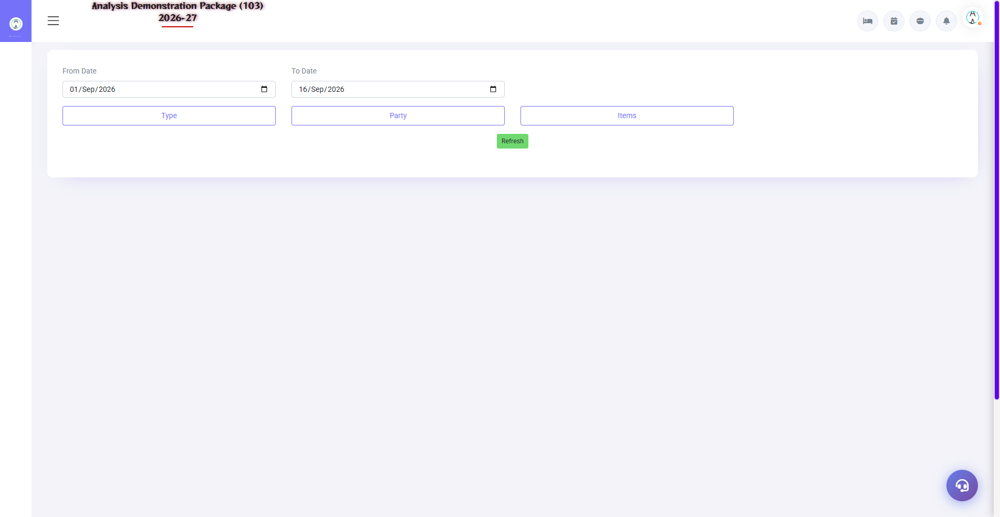 Analysis Demonstration Package (103)
2026-27
From Date
To Date
01/Sep/2026
16/Sep/2026
Type
Party
Items
Refresh